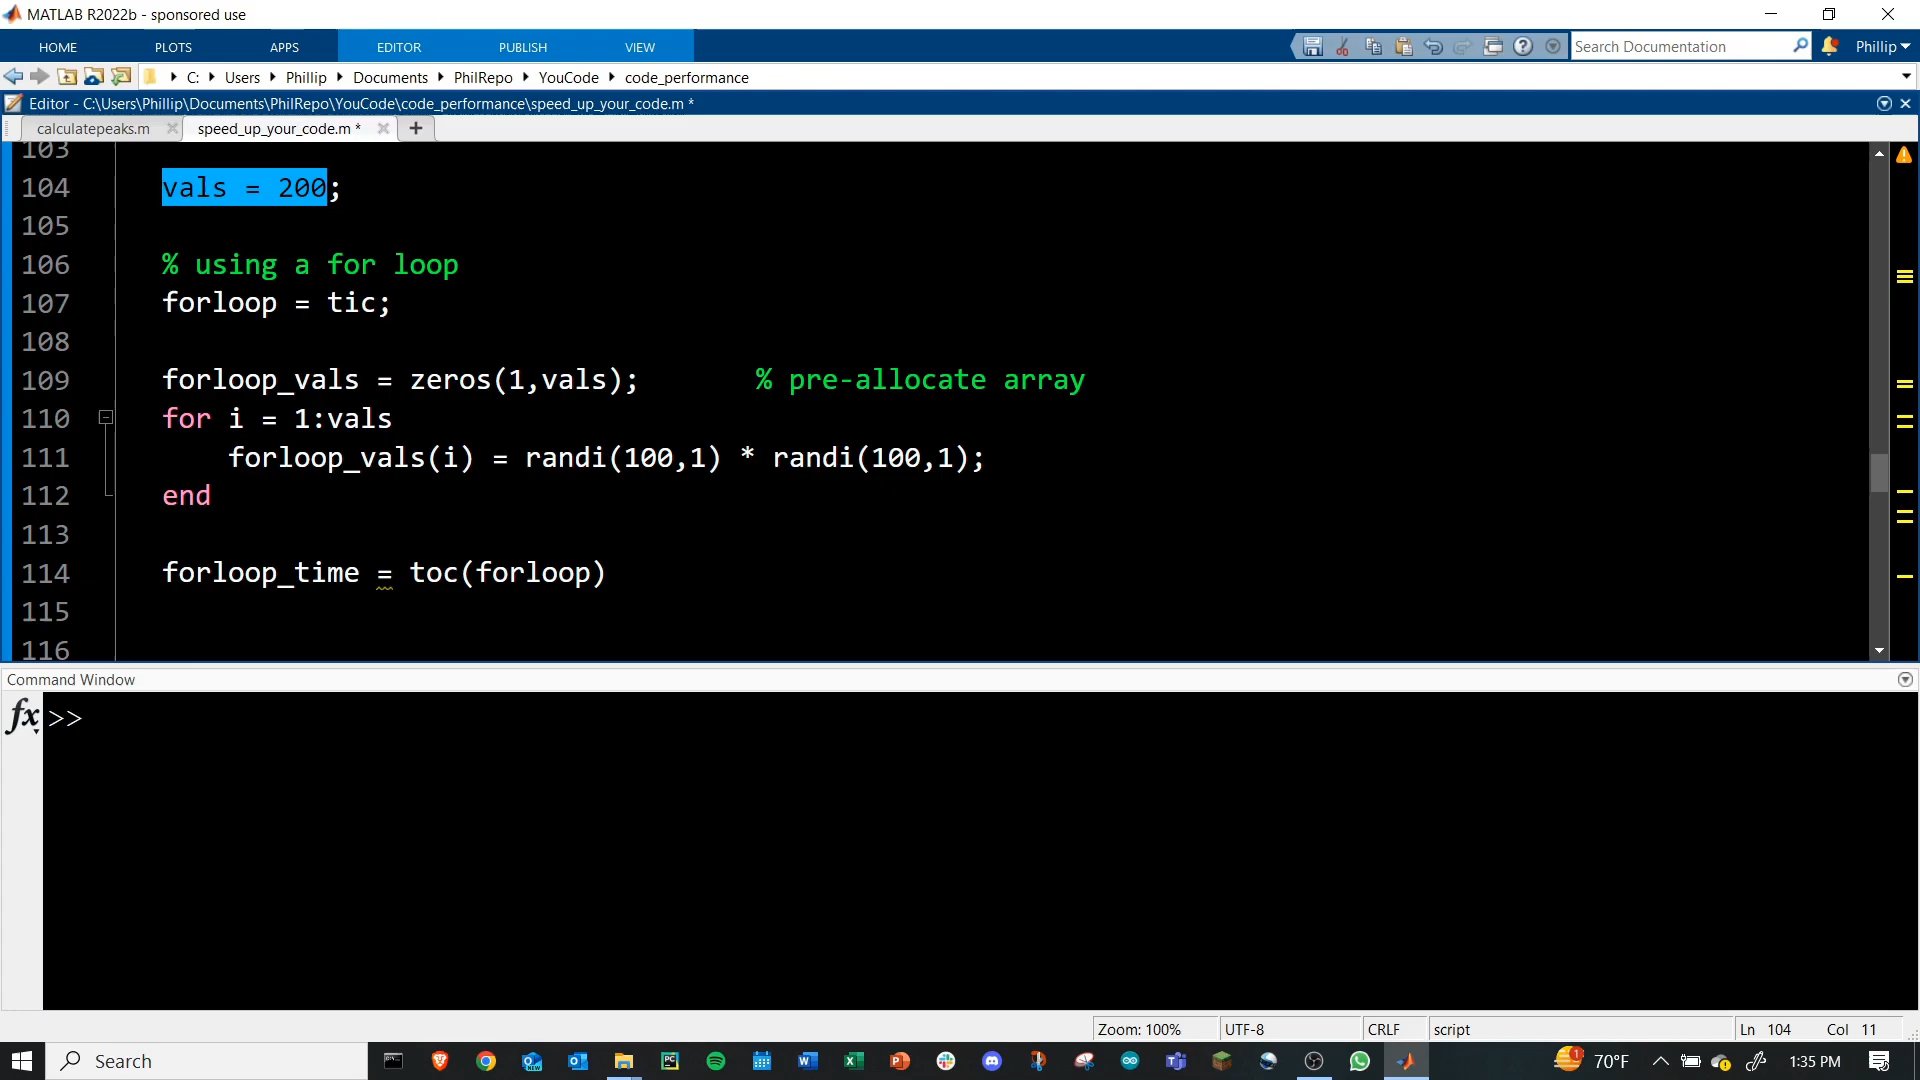 MATLAB R2022b - sponsored use
HOME PLOTS APPS EDITOR PUBLISH VIEW Search Documentation Phillip
C: Users Phillip Documents PhilRepo YouCode code_performance
Editor - C:\Users\Phillip\Documents\PhilRepo\YouCode\code_performance\speed_up_your_code.m *
calculatepeaks.m speed_up_your_code.m * +
103
104 vals = 200;
105
106 % using a for loop
107 forloop = tic;
108
109 forloop_vals = zeros(1,vals); % pre-allocate array
110 for i = 1:vals
111 forloop_vals(i) = randi(100,1) * randi(100,1);
112 end
113
114 forloop_time = toc(forloop)
115
116
Command Window
fx >>
Zoom: 100% UTF-8 CRLF script Ln 104 Col 11
Search 1 70°F 1:35 PM